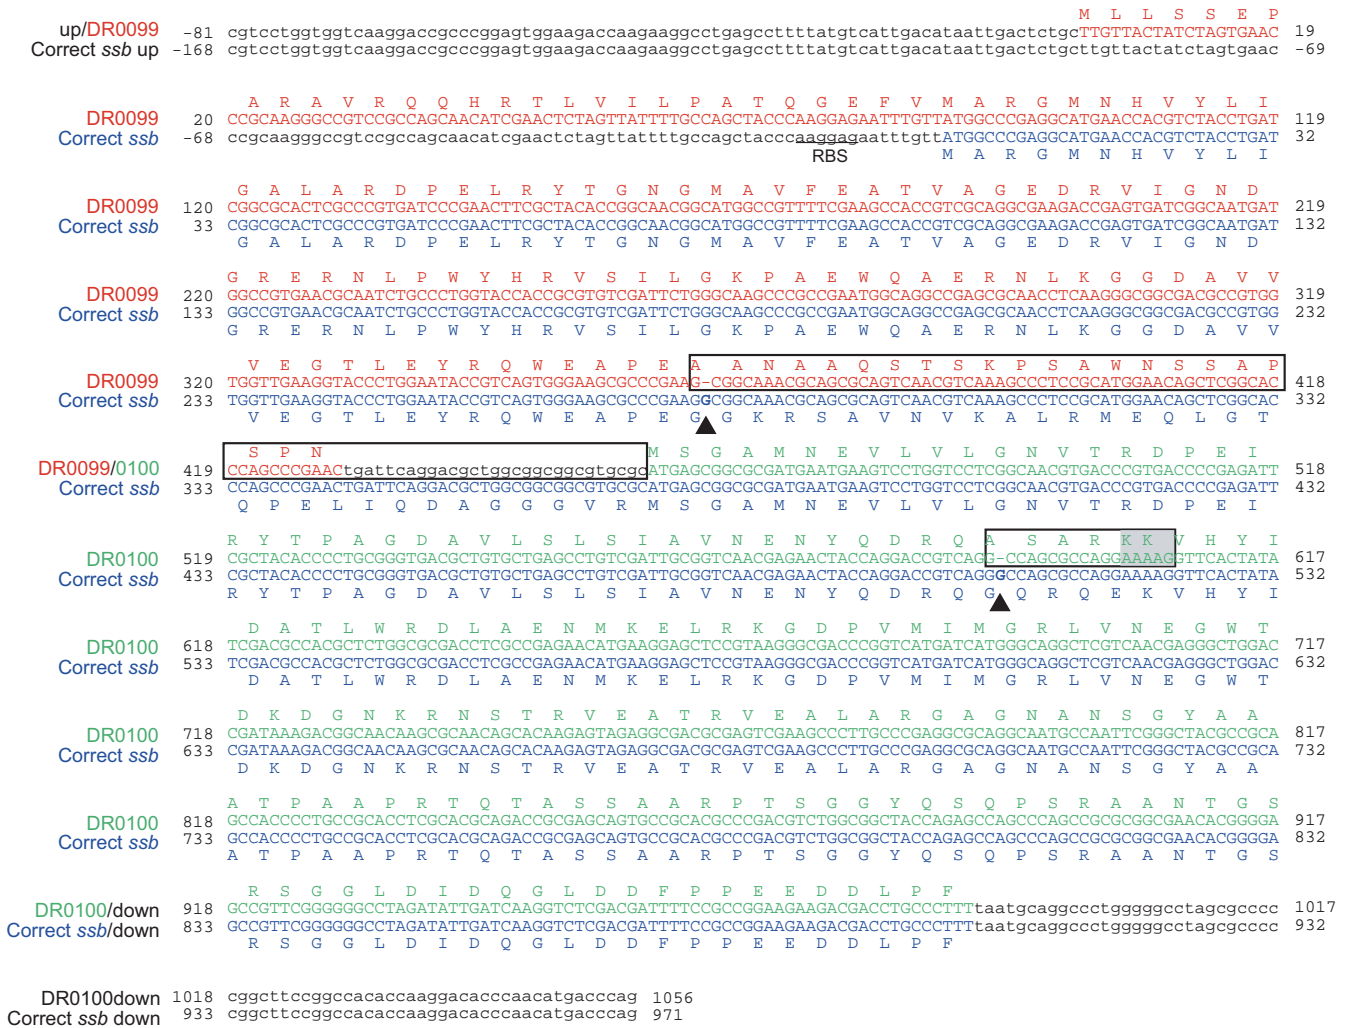 M L L S S E P
up/DR0099 -81 cgtcctggtggtcaaggaccgcccggagtggaagaccaagaaggcctgagccttttatgtcattgacataattgactctgcTTGTTACTATCTAGTGAAC 19
Correct ssb up -168 cgtcctggtggtcaaggaccgcccggagtggaagaccaagaaggcctgagccttttatgtcattgacataattgactctgcttgttactatctagtgaac -69
A R A V R Q Q H R T L V I L P A T Q G E F V M A R G M N H V Y L I
DR0099 20 CCGCAAGGGCCGTCCGCCAGCAACATCGAACTCTAGTTATTTTGCCAGCTACCCAAGGAGAATTTGTTATGGCCCGAGGCATGAACCACGTCTACCTGAT 119
Correct ssb -68 ccgcaagggccgtccgccagcaacatcgaactctagttattttgccagctacccaaggagaatttgttATGGCCCGAGGCATGAACCACGTCTACCTGAT 32
RBS M A R G M N H V Y L I
G A L A R D P E L R Y T G N G M A V F E A T V A G E D R V I G N D
DR0099 120 CGGCGCACTCGCCCGTGATCCCGAACTTCGCTACACCGGCAACGGCATGGCCGTTTTCGAAGCCACCGTCGCAGGCGAAGACCGAGTGATCGGCAATGAT 219
Correct ssb 33 CGGCGCACTCGCCCGTGATCCCGAACTTCGCTACACCGGCAACGGCATGGCCGTTTTCGAAGCCACCGTCGCAGGCGAAGACCGAGTGATCGGCAATGAT 132
G A L A R D P E L R Y T G N G M A V F E A T V A G E D R V I G N D
G R E R N L P W Y H R V S I L G K P A E W Q A E R N L K G G D A V V
DR0099 220 GGCCGTGAACGCAATCTGCCCTGGTACCACCGCGTGTCGATTCTGGGCAAGCCCGCCGAATGGCAGGCCGAGCGCAACCTCAAGGGCGGCGACGCCGTGG 319
Correct ssb 133 GGCCGTGAACGCAATCTGCCCTGGTACCACCGCGTGTCGATTCTGGGCAAGCCCGCCGAATGGCAGGCCGAGCGCAACCTCAAGGGCGGCGACGCCGTGG 232
G R E R N L P W Y H R V S I L G K P A E W Q A E R N L K G G D A V V
V E G T L E Y R Q W E A P E A A N A A Q S T S K P S A W N S S A P
DR0099 320 TGGTTGAAGGTACCCTGGAATACCGTCAGTGGGAAGCGCCCGAAG-CGGCAAACGCAGCGCAGTCAACGTCAAAGCCCTCCGCATGGAACAGCTCGGCAC 418
Correct ssb 233 TGGTTGAAGGTACCCTGGAATACCGTCAGTGGGAAGCGCCCGAAGGCGGCAAACGCAGCGCAGTCAACGTCAAAGCCCTCCGCATGGAACAGCTCGGCAC 332
V E G T L E Y R Q W E A P E G G K R S A V N V K A L R M E Q L G T
S P N M S G A M N E V L V L G N V T R D P E I
DR0099/0100 419 CCAGCCCGAACtgattcaggacgctggcggcggcgtgcgcATGAGCGGCGCGATGAATGAAGTCCTGGTCCTCGGCAACGTGACCCGTGACCCCGAGATT 518
Correct ssb 333 CCAGCCCGAACTGATTCAGGACGCTGGCGGCGGCGTGCGCATGAGCGGCGCGATGAATGAAGTCCTGGTCCTCGGCAACGTGACCCGTGACCCCGAGATT 432
Q P E L I Q D A G G G V R M S G A M N E V L V L G N V T R D P E I
R Y T P A G D A V L S L S I A V N E N Y Q D R Q A S A R K K V H Y I
DR0100 519 CGCTACACCCCTGCGGGTGACGCTGTGCTGAGCCTGTCGATTGCGGTCAACGAGAACTACCAGGACCGTCAGG-CCAGCGCCAGGAAAAGGTTCACTATA 617
Correct ssb 433 CGCTACACCCCTGCGGGTGACGCTGTGCTGAGCCTGTCGATTGCGGTCAACGAGAACTACCAGGACCGTCAGGGCCAGCGCCAGGAAAAGGTTCACTATA 532
R Y T P A G D A V L S L S I A V N E N Y Q D R Q G Q R Q E K V H Y I
D A T L W R D L A E N M K E L R K G D P V M I M G R L V N E G W T
DR0100 618 TCGACGCCACGCTCTGGCGCGACCTCGCCGAGAACATGAAGGAGCTCCGTAAGGGCGACCCGGTCATGATCATGGGCAGGCTCGTCAACGAGGGCTGGAC 717
Correct ssb 533 TCGACGCCACGCTCTGGCGCGACCTCGCCGAGAACATGAAGGAGCTCCGTAAGGGCGACCCGGTCATGATCATGGGCAGGCTCGTCAACGAGGGCTGGAC 632
D A T L W R D L A E N M K E L R K G D P V M I M G R L V N E G W T
D K D G N K R N S T R V E A T R V E A L A R G A G N A N S G Y A A
DR0100 718 CGATAAAGACGGCAACAAGCGCAACAGCACAAGAGTAGAGGCGACGCGAGTCGAAGCCCTTGCCCGAGGCGCAGGCAATGCCAATTCGGGCTACGCCGCA 817
Correct ssb 633 CGATAAAGACGGCAACAAGCGCAACAGCACAAGAGTAGAGGCGACGCGAGTCGAAGCCCTTGCCCGAGGCGCAGGCAATGCCAATTCGGGCTACGCCGCA 732
D K D G N K R N S T R V E A T R V E A L A R G A G N A N S G Y A A
A T P A A P R T Q T A S S A A R P T S G G Y Q S Q P S R A A N T G S
DR0100 818 GCCACCCCTGCCGCACCTCGCACGCAGACCGCGAGCAGTGCCGCACGCCCGACGTCTGGCGGCTACCAGAGCCAGCCCAGCCGCGCGGCGAACACGGGGA 917
Correct ssb 733 GCCACCCCTGCCGCACCTCGCACGCAGACCGCGAGCAGTGCCGCACGCCCGACGTCTGGCGGCTACCAGAGCCAGCCCAGCCGCGCGGCGAACACGGGGA 832
A T P A A P R T Q T A S S A A R P T S G G Y Q S Q P S R A A N T G S
R S G G L D I D Q G L D D F P P E E D D L P F
DR0100/down 918 GCCGTTCGGGGGGCCTAGATATTGATCAAGGTCTCGACGATTTTCCGCCGGAAGAAGACGACCTGCCCTTTtaatgcaggccctgggggcctagcgcccc 1017
Correct ssb/down 833 GCCGTTCGGGGGGCCTAGATATTGATCAAGGTCTCGACGATTTTCCGCCGGAAGAAGACGACCTGCCCTTTtaatgcaggccctgggggcctagcgcccc 932
R S G G L D I D Q G L D D F P P E E D D L P F
DR0100down 1018 cggcttccggccacaccaaggacacccaacatgacccag 1056
Correct ssb down 933 cggcttccggccacaccaaggacacccaacatgacccag 971